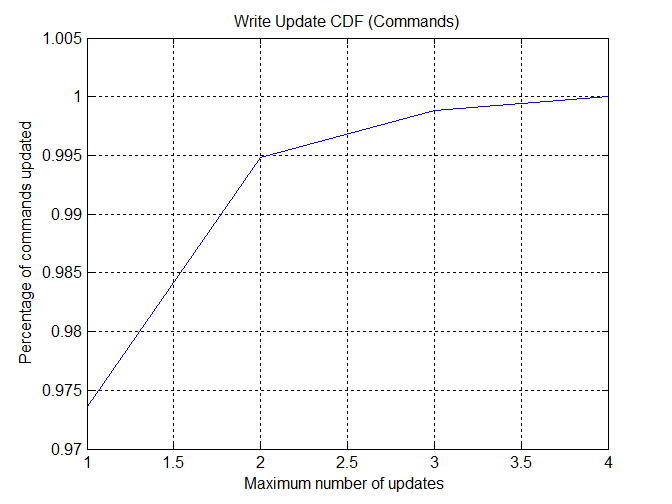 Write Update CDF (Commands)
1.005
1
0.995
0.99
0.985
0.98
0.975
0.97
Percentage of commands updated
1 1.5 2 2.5 3 3.5 4
Maximum number of updates